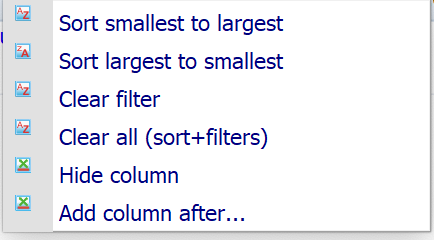 Sort smallest to largest
Sort largest to smallest
Clear filter
Clear all (sort+filters)
Hide column
Add column after...